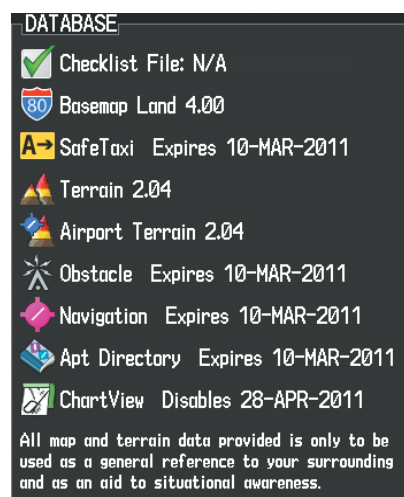 DATABASE
Checklist File: N/A
80 Basemap Land 4.00
A→ SafeTaxi Expires 10-MAR-2011
Terrain 2.04
Airport Terrain 2.04
Obstacle Expires 10-MAR-2011
Navigation Expires 10-MAR-2011
Apt Directory Expires 10-MAR-2011
ChartView Disables 28-APR-2011
All map and terrain data provided is only to be
used as a general reference to your surrounding
and as an aid to situational awareness.